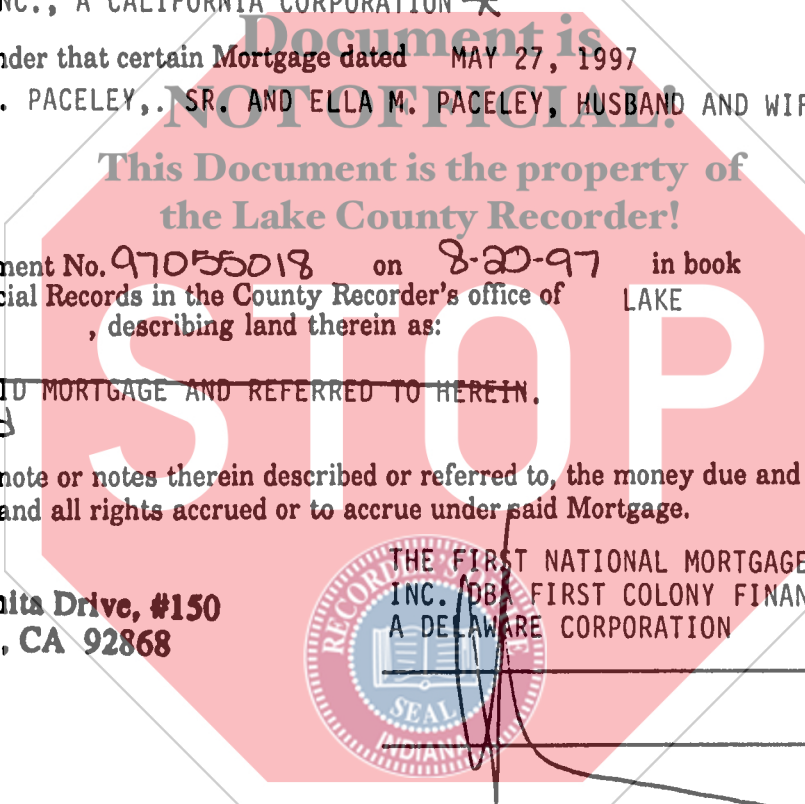 NC., A CALIFORNIA CORPORATION *
Document is
nder that certain Mortgage dated MAY 27, 1997
. PACELEY,. SR. AND ELLA M. PACELEY, HUSBAND AND WIF
NOT OFFICIAL!
This Document is the property of
the Lake County Recorder!
ment No. 97055018 on 8-20-97 in book
cial Records in the County Recorder's office of LAKE
, describing land therein as:
STOP
ID MORTGAGE AND REFERRED TO HEREIN.
note or notes therein described or referred to, the money due and
and all rights accrued or to accrue under said Mortgage.
THE FIRST NATIONAL MORTGAGE
INC. DBA FIRST COLONY FINAN
A DELAWARE CORPORATION
nita Drive, #150
, CA 92868
RECORDER'S OFFICE
SEAL
INDIANA